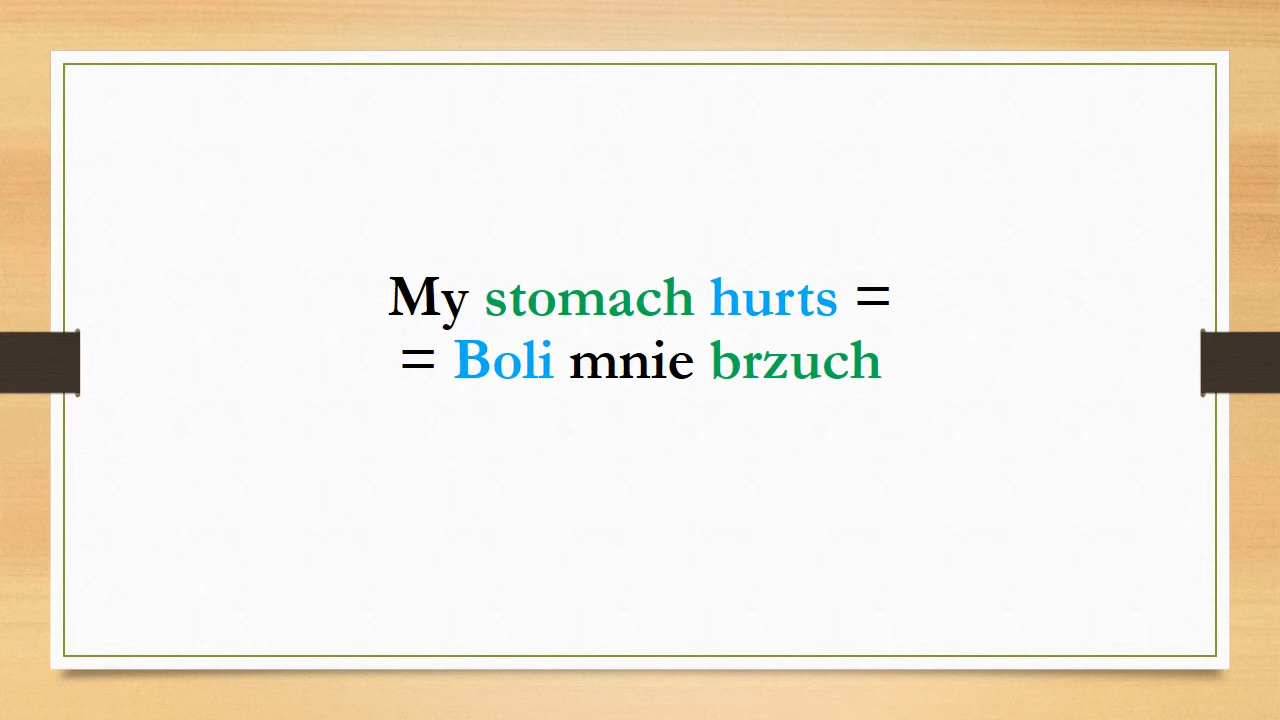 My stomach hurts =
= Boli mnie brzuch